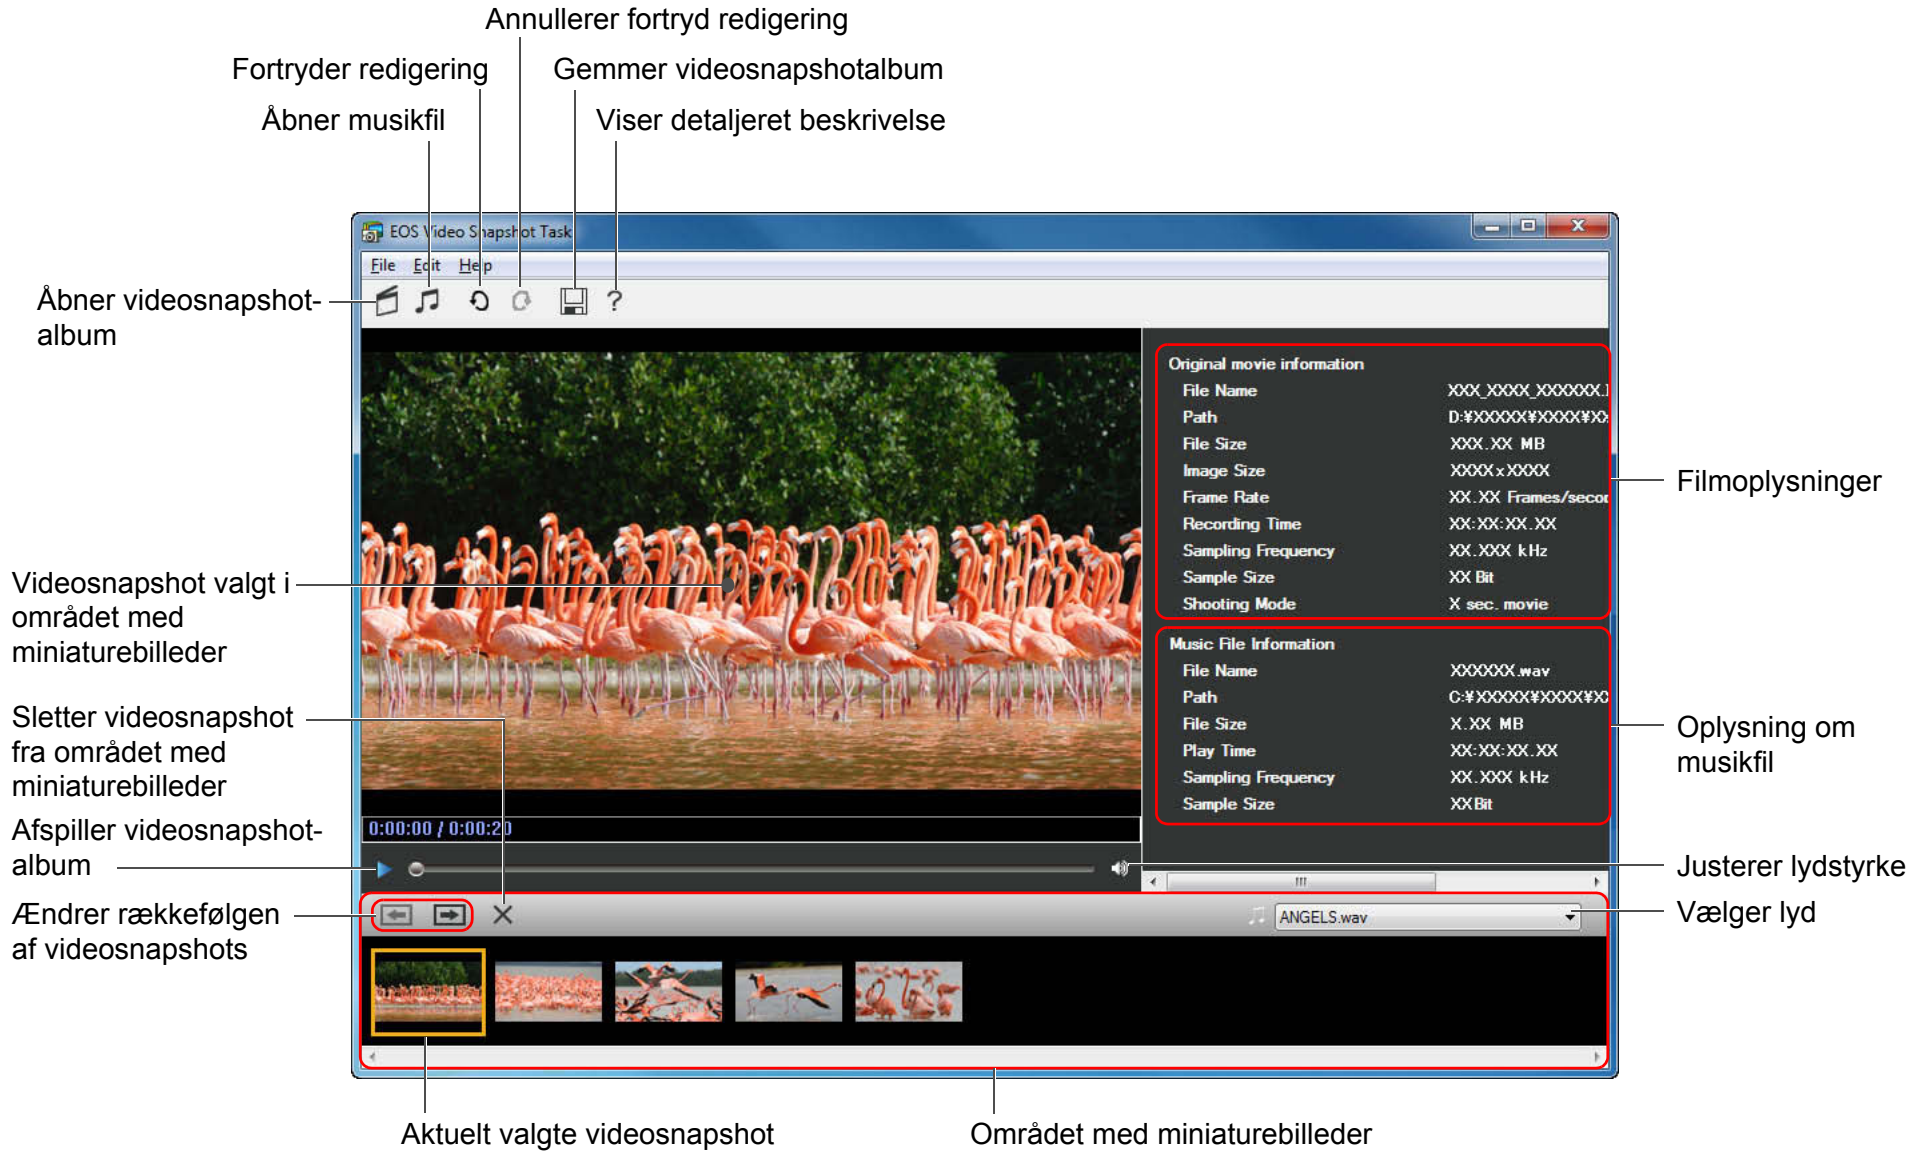 Annullerer fortryd redigering
Fortryder redigering
Gemmer videosnapshotalbum
Åbner musikfil
Viser detaljeret beskrivelse
EOS Video Snapshot Task
File Edit Help
Åbner videosnapshot-
album
Original movie information
File Name XXX_XXXX_XXXXXX.
Path D:¥XXXXX¥XXXX¥XX
File Size XXX.XX MB
Image Size XXXXxXXXX
Frame Rate XX.XX Frames/secon
Recording Time XX:XX:XX.XX
Sampling Frequency XX.XXX kHz
Sample Size XX Bit
Shooting Mode X sec. movie
Filmoplysninger
Videosnapshot valgt i
området med
miniaturebilleder
Music File Information
File Name XXXXXX.wav
Path C:¥XXXXX¥XXXX¥XX
File Size X.XX MB
Play Time XX:XX:XX.XX
Sampling Frequency XX.XXX kHz
Sample Size XXBit
Oplysning om
musikfil
Sletter videosnapshot
fra området med
miniaturebilleder
0:00:00 / 0:00:20
Afspiller videosnapshot-
album
Justerer lydstyrke
Ændrer rækkefølgen
af videosnapshots
ANGELS.wav
Vælger lyd
Aktuelt valgte videosnapshot
Området med miniaturebilleder